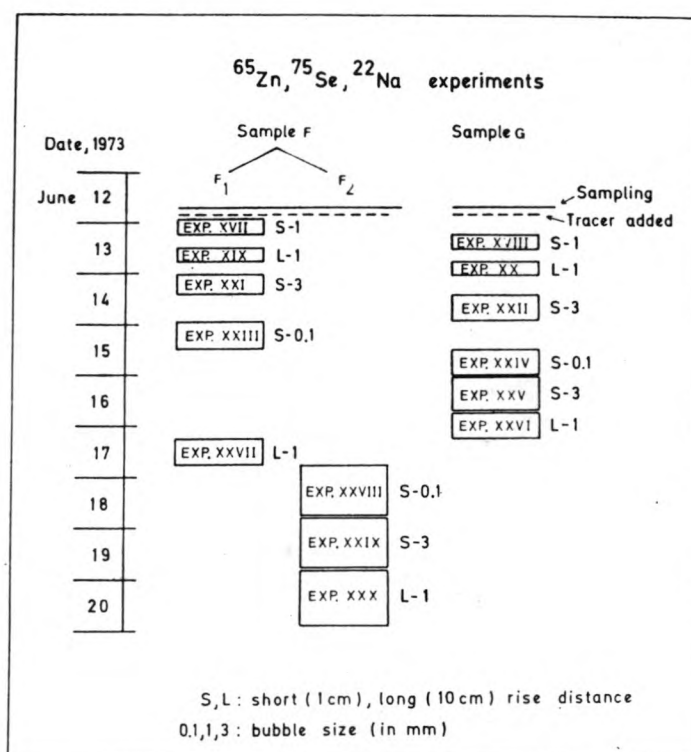 65Zn, 75Se, 22Na experiments
Sample F
Sample G
Date, 1973
F1 F2
June 12
Sampling
Tracer added
EXP. XVII S-1
13
EXP. XVIII S-1
EXP. XIX L-1
EXP. XX L-1
EXP. XXI S-3
14
EXP. XXII S-3
EXP. XXIII S-0.1
15
EXP. XXIV S-0.1
EXP. XXV S-3
16
EXP. XXVI L-1
EXP. XXVII L-1
17
EXP. XXVIII S-0.1
18
EXP. XXIX S-3
19
EXP. XXX L-1
20
S,L : short (1cm), long (10cm) rise distance
0.1,1,3 : bubble size (in mm)